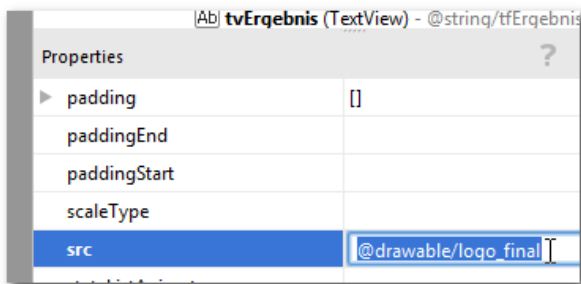 Ab tvErgebnis (TextView) - @string/tfErgebnis
Properties ?
padding []
paddingEnd
paddingStart
scaleType
src @drawable/logo_final